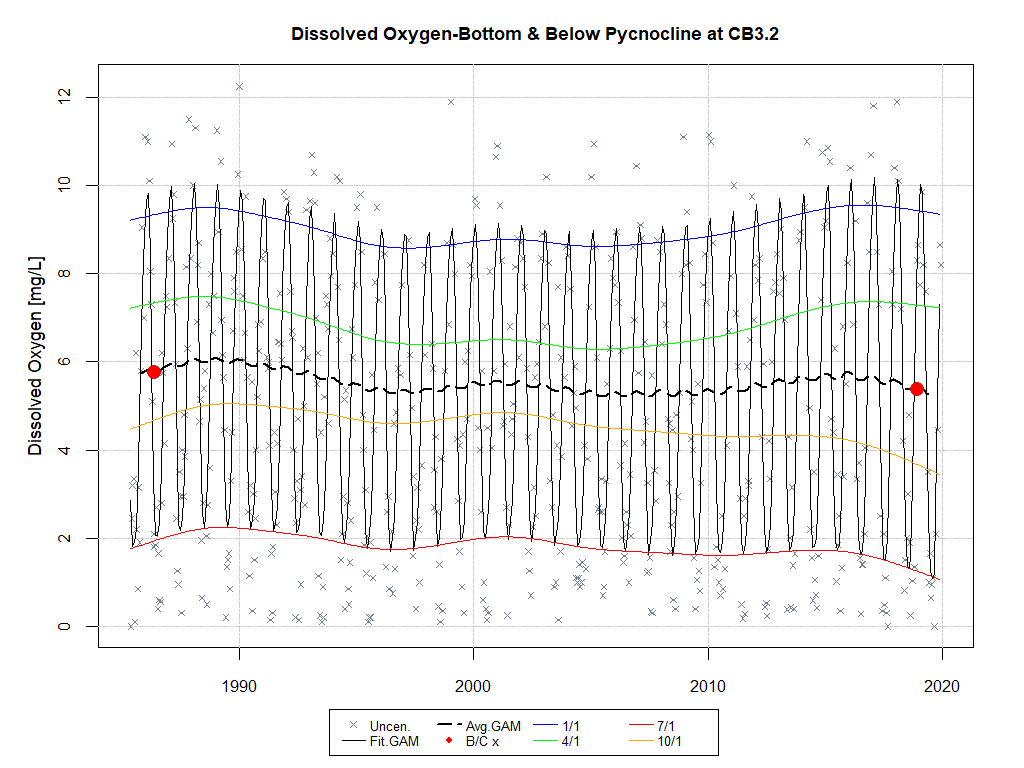 Dissolved Oxygen-Bottom & Below Pycnocline at CB3.2
Dissolved Oxygen [mg/L]
12
10
8
6
4
2
0
1990 2000 2010 2020
Uncen. Avg.GAM 1/1 7/1
Fit.GAM B/C x 4/1 10/1